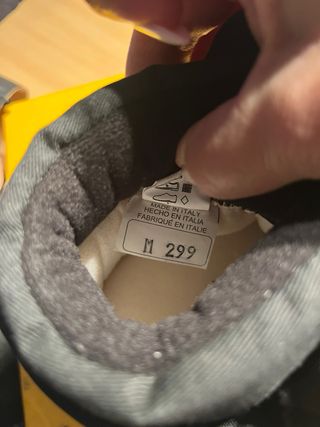 MADE IN ITALY
HECHO EN ITALIA
FABRIQUE EN ITALIE
M 299